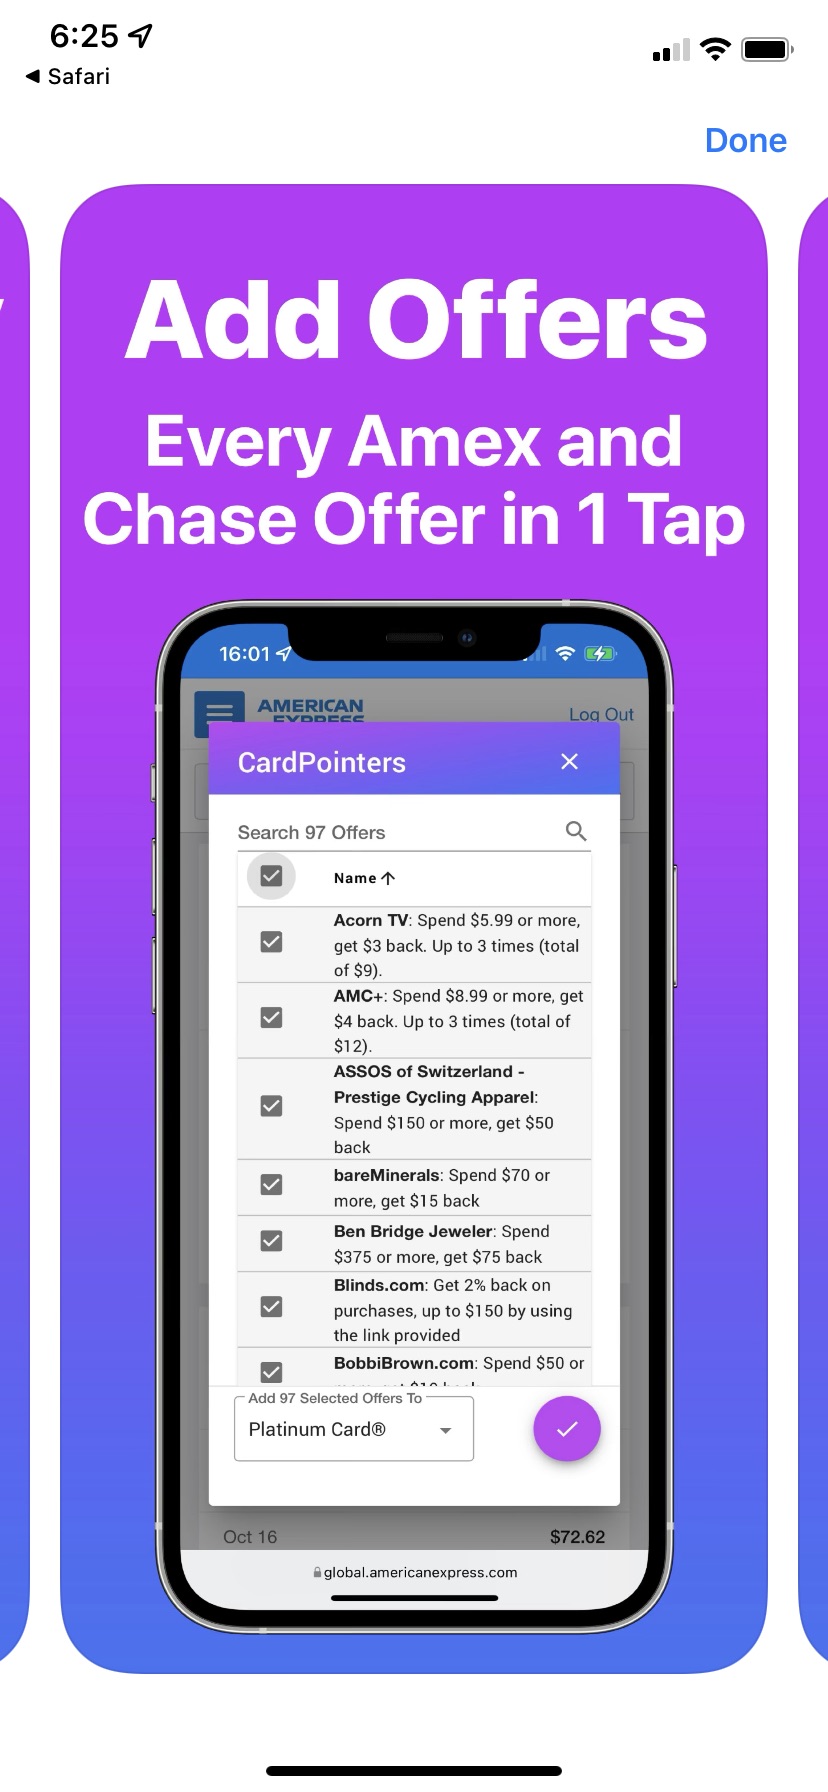 6:25
Safari
Done
Add Offers
Every Amex and
Chase Offer in 1 Tap
16:01
AMERICAN
EXPRESS
Log Out
CardPointers
Search 97 Offers
Name
Acorn TV: Spend $5.99 or more,
get $3 back. Up to 3 times (total
of $9).
AMC+: Spend $8.99 or more, get
$4 back. Up to 3 times (total of
$12).
ASSOS of Switzerland -
Prestige Cycling Apparel:
Spend $150 or more, get $50
back
bareMinerals: Spend $70 or
more, get $15 back
Ben Bridge Jeweler: Spend
$375 or more, get $75 back
Blinds.com: Get 2% back on
purchases, up to $150 by using
the link provided
BobbiBrown.com: Spend $50 or
Add 97 Selected Offers To
Platinum Card®
Oct 16
$72.62
global.americanexpress.com